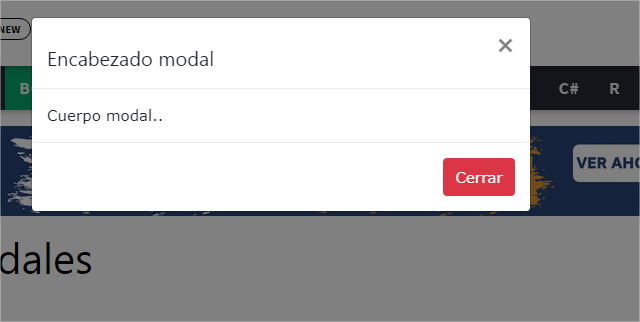 NEW
Encabezado modal
×
C# R
Cuerpo modal..
VER AHO
Cerrar
dales